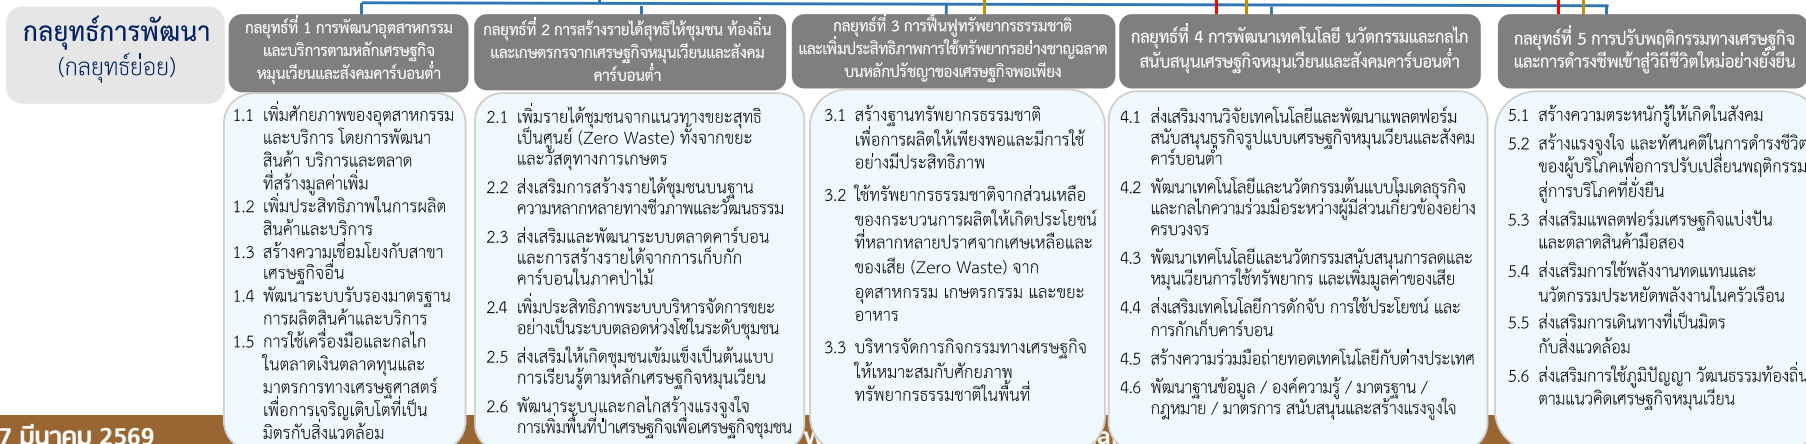 กลยุทธ์การพัฒนา
(กลยุทธ์ย่อย)
กลยุทธ์ที่ 1 การพัฒนาอุตสาหกรรม
และบริการตามหลักเศรษฐกิจ
หมุนเวียนและสังคมคาร์บอนต่ำ
1.1 เพิ่มศักยภาพของอุตสาหกรรม
และบริการ โดยการพัฒนา
สินค้า บริการและตลาด
ที่สร้างมูลค่าเพิ่ม
1.2 เพิ่มประสิทธิภาพในการผลิต
สินค้าและบริการ
1.3 สร้างความเชื่อมโยงกับสาขา
เศรษฐกิจอื่น
1.4 พัฒนาระบบรับรองมาตรฐาน
การผลิตสินค้าและบริการ
1.5 การใช้เครื่องมือและกลไก
ในตลาดเงินตลาดทุนและ
มาตรการทางเศรษฐศาสตร์
เพื่อการเจริญเติบโตที่เป็น
มิตรกับสิ่งแวดล้อม
กลยุทธ์ที่ 2 การสร้างรายได้สุทธิให้ชุมชน ท้องถิ่น
และเกษตรกรจากเศรษฐกิจหมุนเวียนและสังคม
คาร์บอนต่ำ
2.1 เพิ่มรายได้ชุมชนจากแนวทางขยะสุทธิ
เป็นศูนย์ (Zero Waste) ทั้งจากขยะ
และวัสดุทางการเกษตร
2.2 ส่งเสริมการสร้างรายได้ชุมชนบนฐาน
ความหลากหลายทางชีวภาพและวัฒนธรรม
2.3 ส่งเสริมและพัฒนาระบบตลาดคาร์บอน
และการสร้างรายได้จากการเก็บกัก
คาร์บอนในภาคป่าไม้
2.4 เพิ่มประสิทธิภาพระบบบริหารจัดการขยะ
อย่างเป็นระบบตลอดห่วงโซ่ในระดับชุมชน
2.5 ส่งเสริมให้เกิดชุมชนเข้มแข็งเป็นต้นแบบ
การเรียนรู้ตามหลักเศรษฐกิจหมุนเวียน
2.6 พัฒนาระบบและกลไกสร้างแรงจูงใจ
การเพิ่มพื้นที่ป่าเศรษฐกิจเพื่อเศรษฐกิจชุมชน
กลยุทธ์ที่ 3 การฟื้นฟูทรัพยากรธรรมชาติ
และเพิ่มประสิทธิภาพการใช้ทรัพยากรอย่างชาญฉลาด
บนหลักปรัชญาของเศรษฐกิจพอเพียง
3.1 สร้างฐานทรัพยากรธรรมชาติ
เพื่อการผลิตให้เพียงพอและมีการใช้
อย่างมีประสิทธิภาพ
3.2 ใช้ทรัพยากรธรรมชาติจากส่วนเหลือ
ของกระบวนการผลิตให้เกิดประโยชน์
ที่หลากหลายปราศจากเศษเหลือและ
ของเสีย (Zero Waste) จาก
อุตสาหกรรม เกษตรกรรม และขยะ
อาหาร
3.3 บริหารจัดการกิจกรรมทางเศรษฐกิจ
ให้เหมาะสมกับศักยภาพ
ทรัพยากรธรรมชาติในพื้นที่
กลยุทธ์ที่ 4 การพัฒนาเทคโนโลยี นวัตกรรมและกลไก
สนับสนุนเศรษฐกิจหมุนเวียนและสังคมคาร์บอนต่ำ
4.1 ส่งเสริมงานวิจัยเทคโนโลยีและพัฒนาแพลตฟอร์ม
สนับสนุนธุรกิจรูปแบบเศรษฐกิจหมุนเวียนและสังคม
คาร์บอนต่ำ
4.2 พัฒนาเทคโนโลยีและนวัตกรรมต้นแบบโมเดลธุรกิจ
และกลไกความร่วมมือระหว่างผู้มีส่วนเกี่ยวข้องอย่าง
ครบวงจร
4.3 พัฒนาเทคโนโลยีและนวัตกรรมสนับสนุนการลดและ
หมุนเวียนการใช้ทรัพยากร และเพิ่มมูลค่าของเสีย
4.4 ส่งเสริมเทคโนโลยีการดักจับ การใช้ประโยชน์ และ
การกักเก็บคาร์บอน
4.5 สร้างความร่วมมือถ่ายทอดเทคโนโลยีกับต่างประเทศ
4.6 พัฒนาฐานข้อมูล / องค์ความรู้ / มาตรฐาน /
กฎหมาย / มาตรการ สนับสนุนและสร้างแรงจูงใจ
กลยุทธ์ที่ 5 การปรับพฤติกรรมทางเศรษฐกิจ
และการดำรงชีพเข้าสู่วิถีชีวิตใหม่อย่างยั่งยืน
5.1 สร้างความตระหนักรู้ให้เกิดในสังคม
5.2 สร้างแรงจูงใจ และทัศนคติในการดำรงชีวิต
ของผู้บริโภคเพื่อการปรับเปลี่ยนพฤติกรรม
สู่การบริโภคที่ยั่งยืน
5.3 ส่งเสริมแพลตฟอร์มเศรษฐกิจแบ่งปัน
และตลาดสินค้ามือสอง
5.4 ส่งเสริมการใช้พลังงานทดแทนและ
นวัตกรรมประหยัดพลังงานในครัวเรือน
5.5 ส่งเสริมการเดินทางที่เป็นมิตร
กับสิ่งแวดล้อม
5.6 ส่งเสริมการใช้ภูมิปัญญา วัฒนธรรมท้องถิ่น
ตามแนวคิดเศรษฐกิจหมุนเวียน
7 มีนาคม 2569